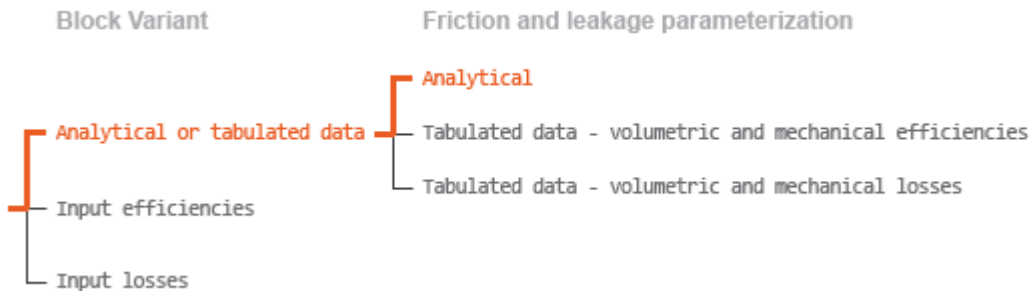 Block Variant
Friction and leakage parameterization
Analytical
Analytical or tabulated data
Tabulated data - volumetric and mechanical efficiencies
Tabulated data - volumetric and mechanical losses
Input efficiencies
Input losses